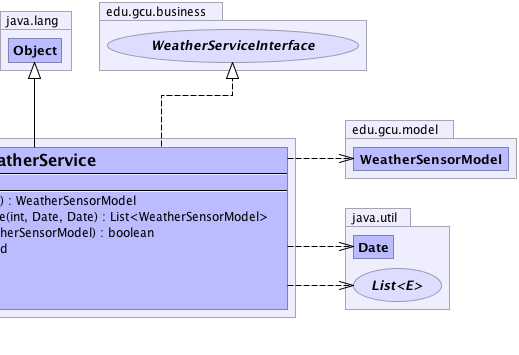 java.lang
Object
edu.gcu.business
WeatherServiceInterface
edu.gcu.model
WeatherSensorModel
atherService
) : WeatherSensorModel
e(int, Date, Date) : List<WeatherSensorModel>
herSensorModel) : boolean
d
java.util
Date
List<E>